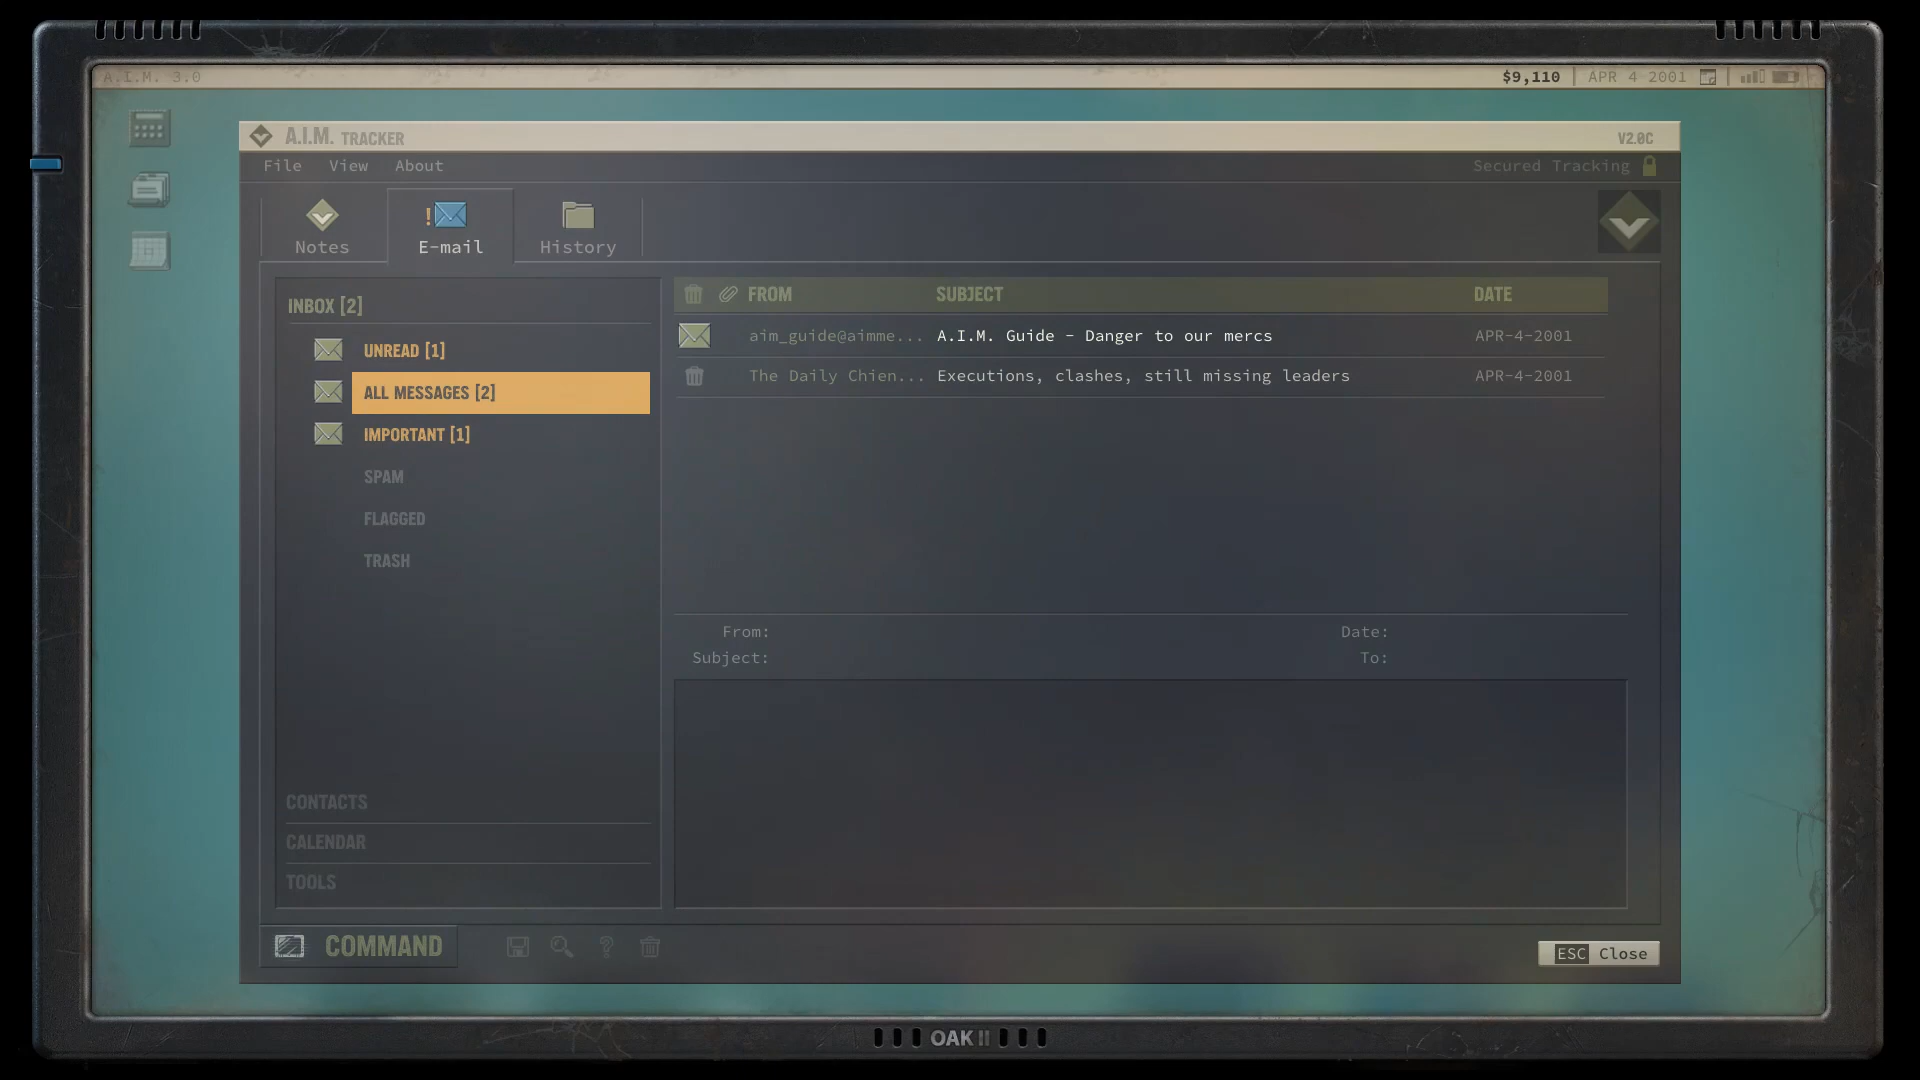 A.I.M. 3.0
$9,110 | APR 4 2001
A.I.M. TRACKER
V2.0C
File View About
Secured Tracking
Notes
! E-mail
History
INBOX [2]
UNREAD [1]
ALL MESSAGES [2]
IMPORTANT [1]
SPAM
FLAGGED
TRASH
CONTACTS
CALENDAR
TOOLS
FROM SUBJECT DATE
aim_guide@aimme... A.I.M. Guide - Danger to our mercs APR-4-2001
The Daily Chien... Executions, clashes, still missing leaders APR-4-2001
From: Date:
Subject: To:
COMMAND
?
ESC Close
OAK II